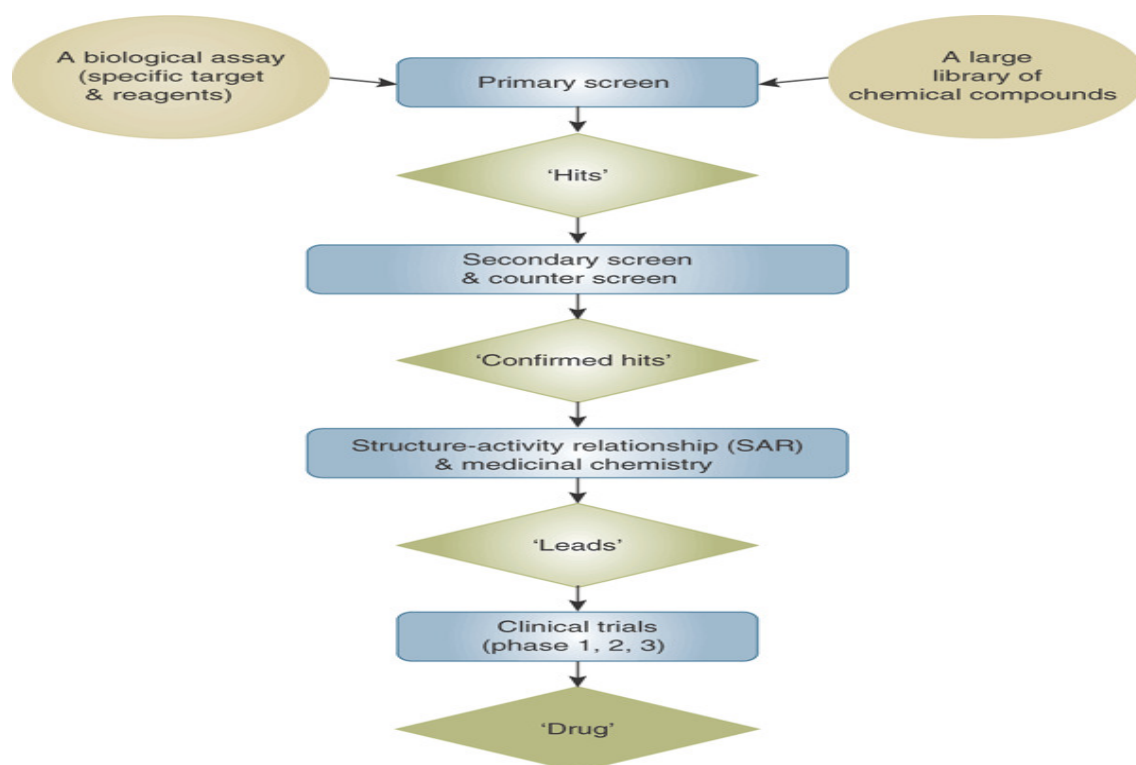 A biological assay
(specific target
& reagents)
Primary screen
A large
library of
chemical compounds
‘Hits’
Secondary screen
& counter screen
‘Confirmed hits’
Structure-activity relationship (SAR)
& medicinal chemistry
‘Leads’
Clinical trials
(phase 1, 2, 3)
‘Drug’